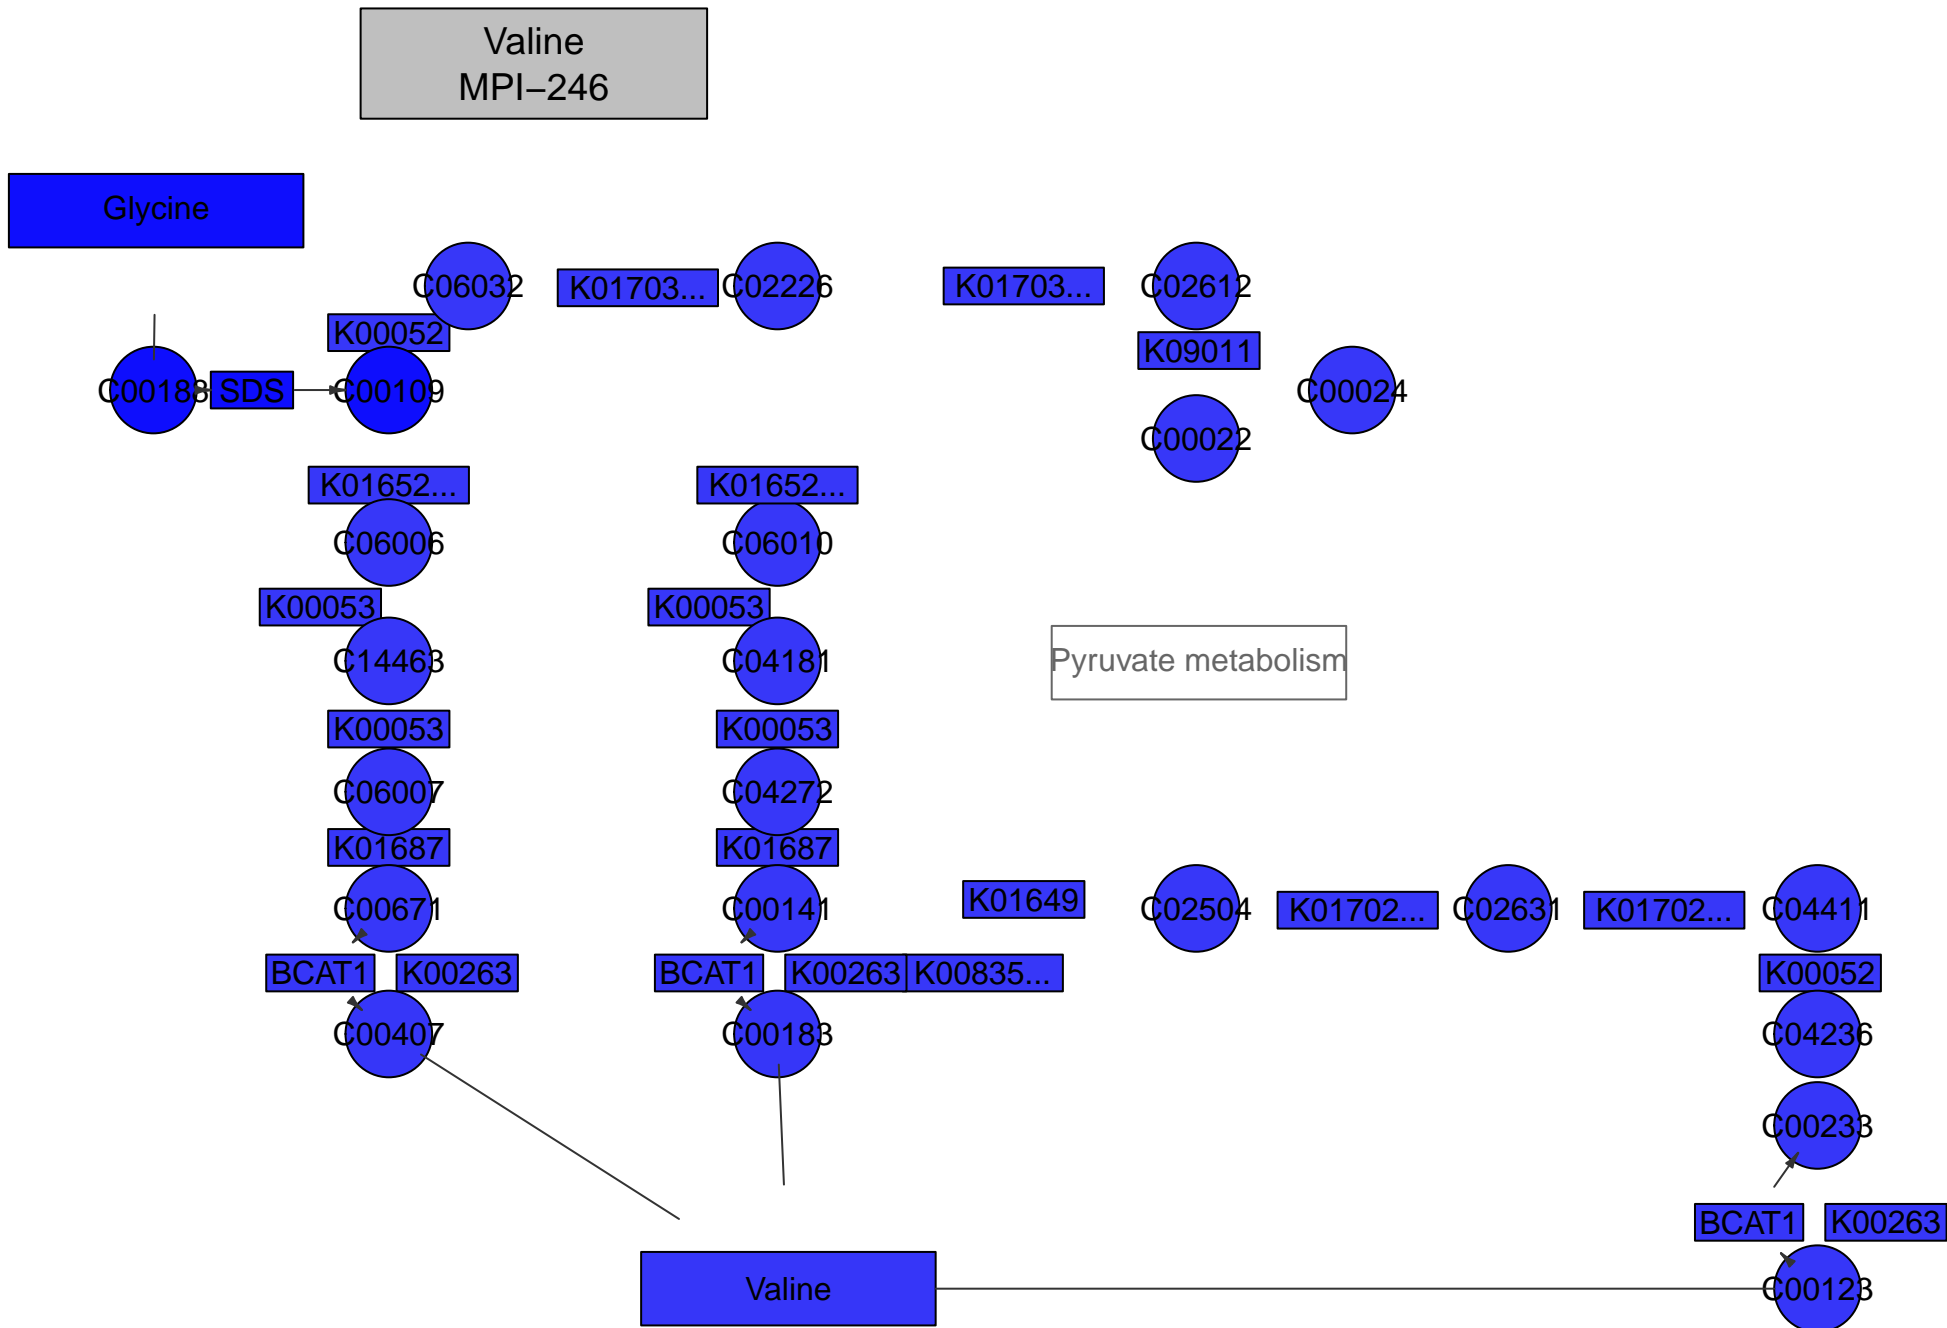 Valine
MPI−246
Glycine
C06032
K01703...
C02226
K01703...
C02612
K00052
K09011
C00188
SDS
C00109
C00024
C00022
K01652...
K01652...
C06006
C06010
K00053
K00053
C14463
C04181
Pyruvate metabolism
K00053
K00053
C06007
C04272
K01687
K01687
C00671
C00141
K01649
C02504
K01702...
C02631
K01702...
C04411
BCAT1
K00263
BCAT1
K00263
K00835...
K00052
C00407
C00183
C04236
C00233
BCAT1
K00263
Valine
C00123